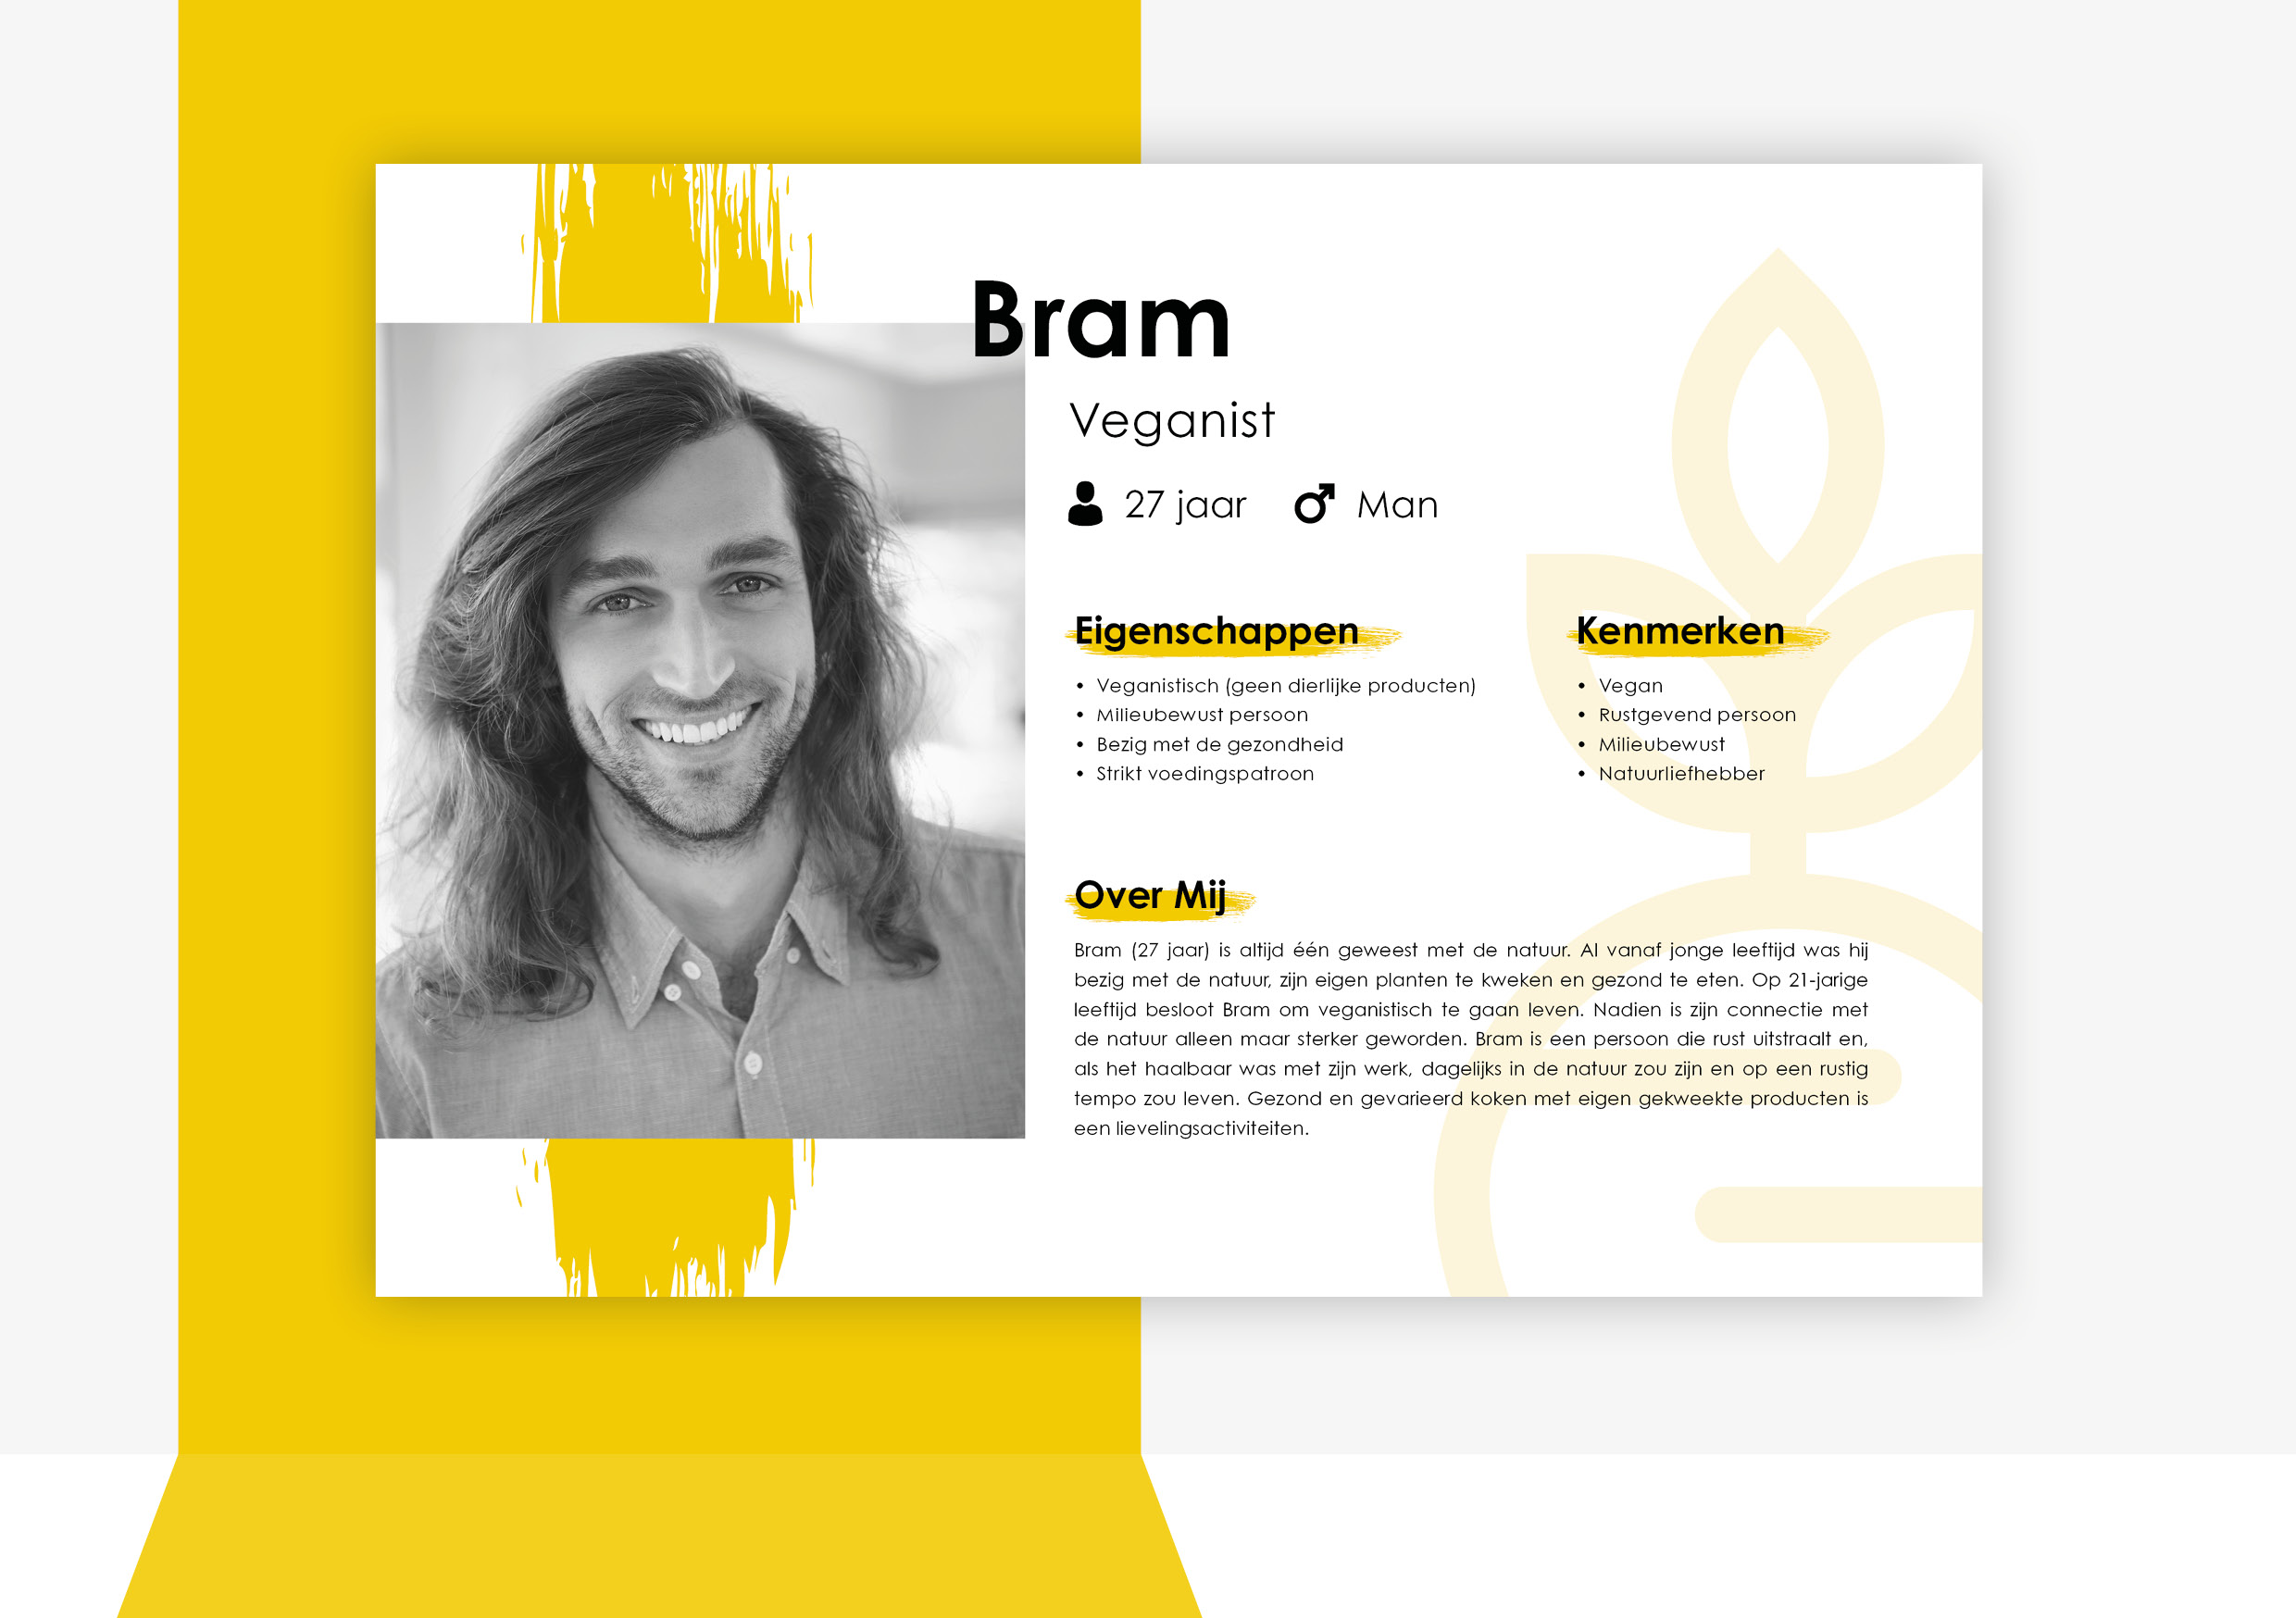 Bram
Veganist
27 jaar
Man
Eigenschappen
• Veganistisch (geen dierlijke producten)
• Milieubewust persoon
• Bezig met de gezondheid
• Strikt voedingspatroon
Kenmerken
• Vegan
• Rustgevend persoon
• Milieubewust
• Natuurliefhebber
Over Mij
Bram (27 jaar) is altijd één geweest met de natuur. Al vanaf jonge leeftijd was hij
bezig met de natuur, zijn eigen planten te kweken en gezond te eten. Op 21-jarige
leeftijd besloot Bram om veganistisch te gaan leven. Nadien is zijn connectie met
de natuur alleen maar sterker geworden. Bram is een persoon die rust uitstraalt en,
als het haalbaar was met zijn werk, dagelijks in de natuur zou zijn en op een rustig
tempo zou leven. Gezond en gevarieerd koken met eigen gekweekte producten is
een lievelingsactiviteiten.